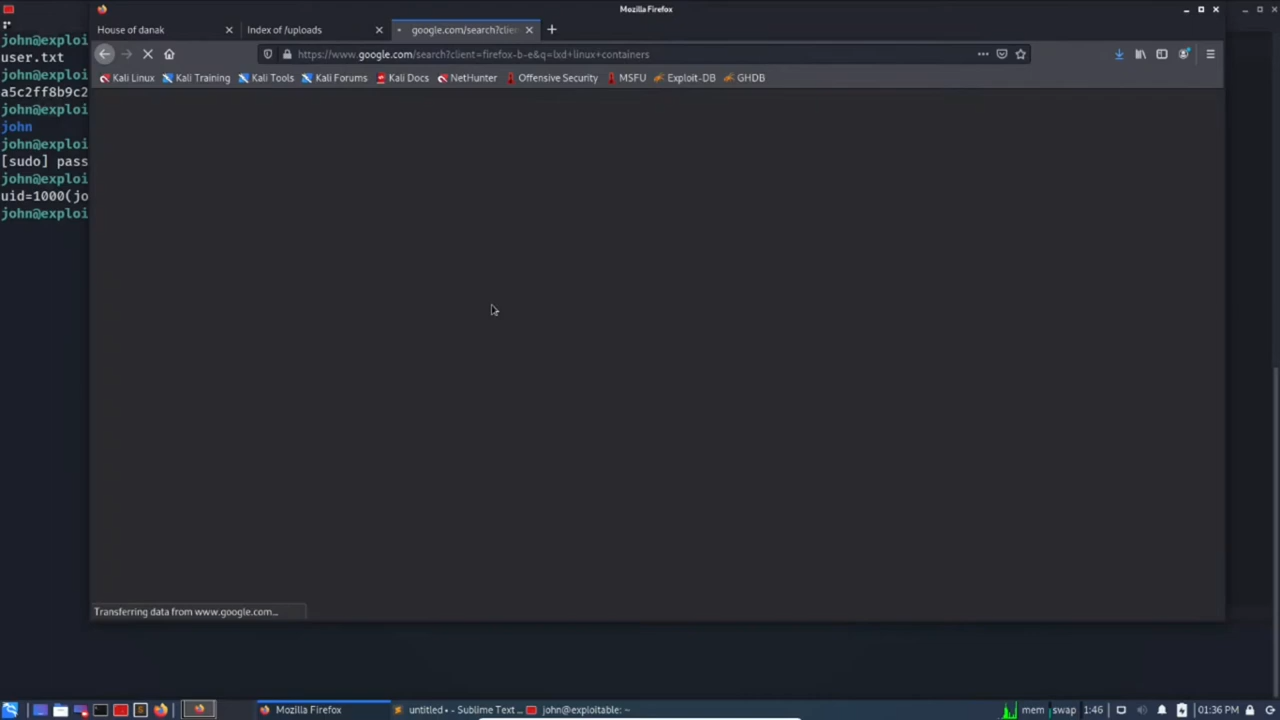 Mozilla Firefox
House of danak
Index of /uploads
google.com/search?clie
https://www.google.com/search?client=firefox-b-e&q=lxd+linux+containers
Kali Linux
Kali Training
Kali Tools
Kali Forums
Kali Docs
NetHunter
Offensive Security
MSFU
Exploit-DB
GHDB
john@exploi
user.txt
john@exploi
a5c2ff8b9c2
john@exploi
john
john@exploi
[sudo] pass
john@exploi
uid=1000(jo
john@exploi
Transferring data from www.google.com...
Mozilla Firefox
untitled • - Sublime Text ...
john@exploitable: ~
mem
swap
1:46
01:36 PM